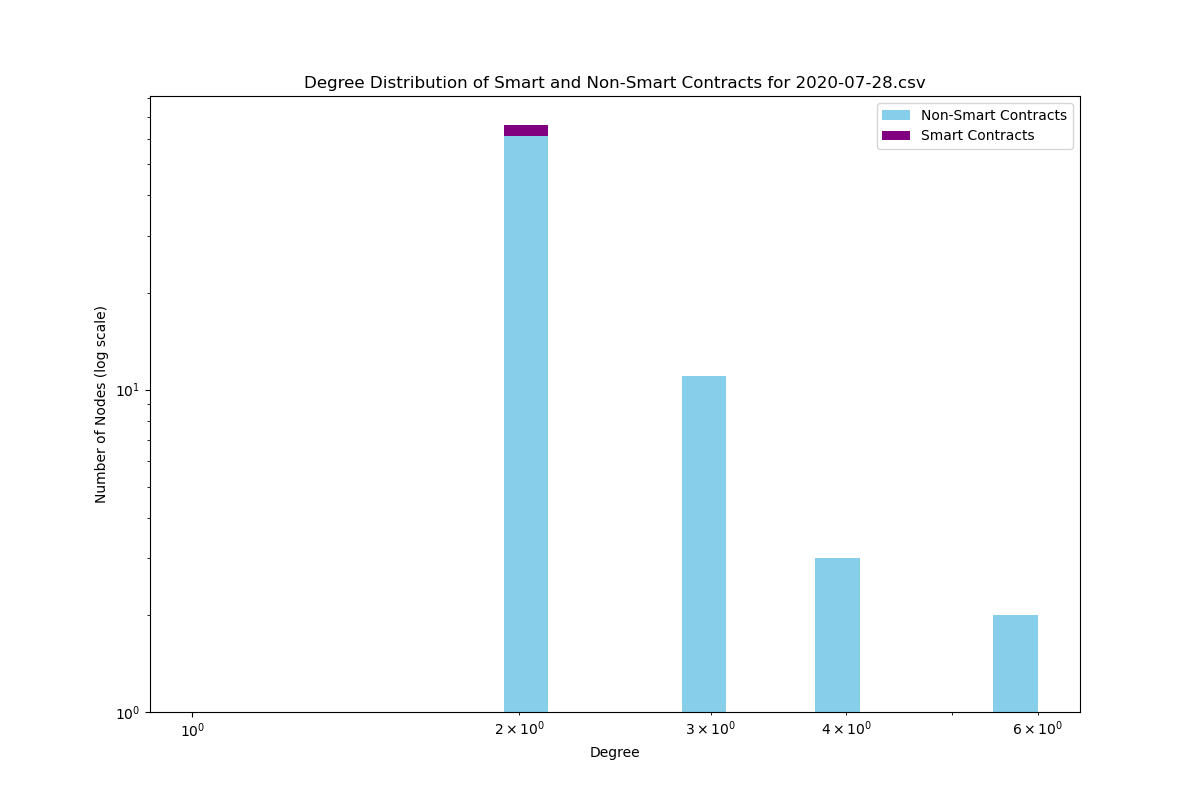 Degree Distribution of Smart and Non-Smart Contracts for 2020-07-28.csv
Non-Smart Contracts
Smart Contracts
Number of Nodes (log scale)
10¹
10⁰
10⁰ 2 × 10⁰ 3 × 10⁰ 4 × 10⁰ 6 × 10⁰
Degree